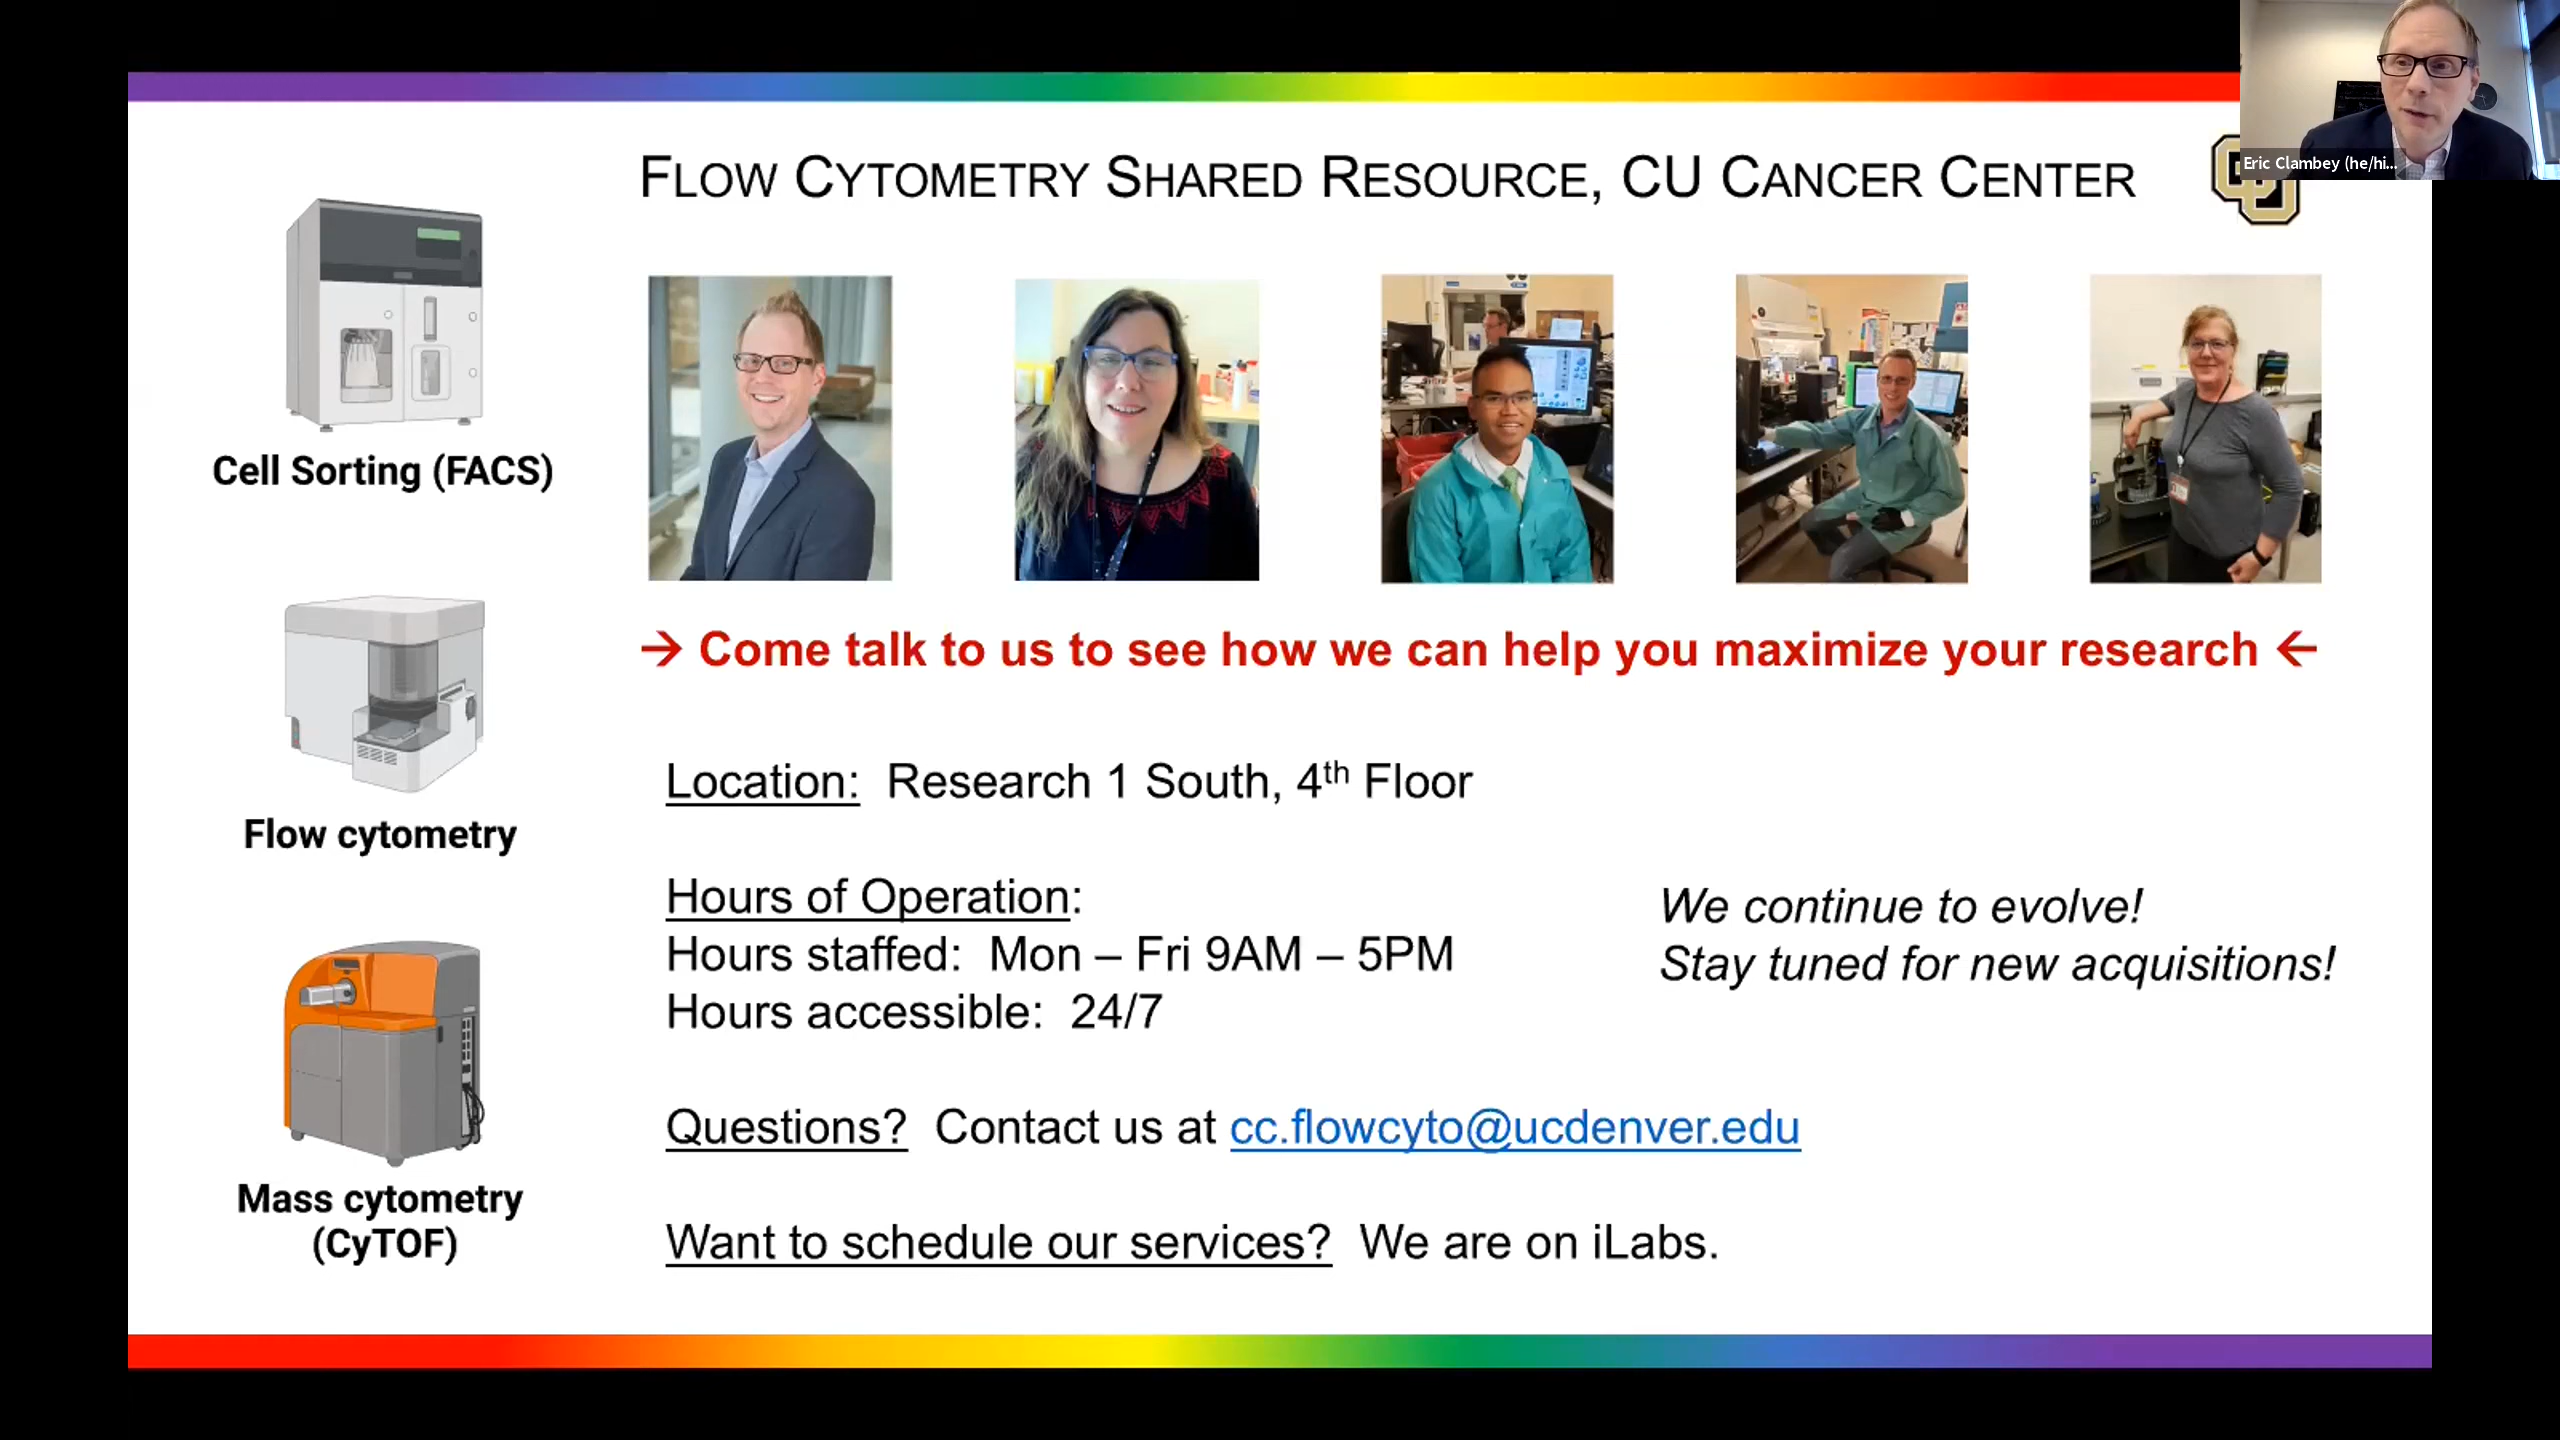 Eric Clambey (he/hi...
FLOW CYTOMETRY SHARED RESOURCE, CU CANCER CENTER
Cell Sorting (FACS)
Flow cytometry
Mass cytometry
(CyTOF)
→ Come talk to us to see how we can help you maximize your research ←
Location: Research 1 South, 4th Floor
Hours of Operation:
Hours staffed: Mon – Fri 9AM – 5PM
Hours accessible: 24/7
We continue to evolve!
Stay tuned for new acquisitions!
Questions? Contact us at cc.flowcyto@ucdenver.edu
Want to schedule our services? We are on iLabs.